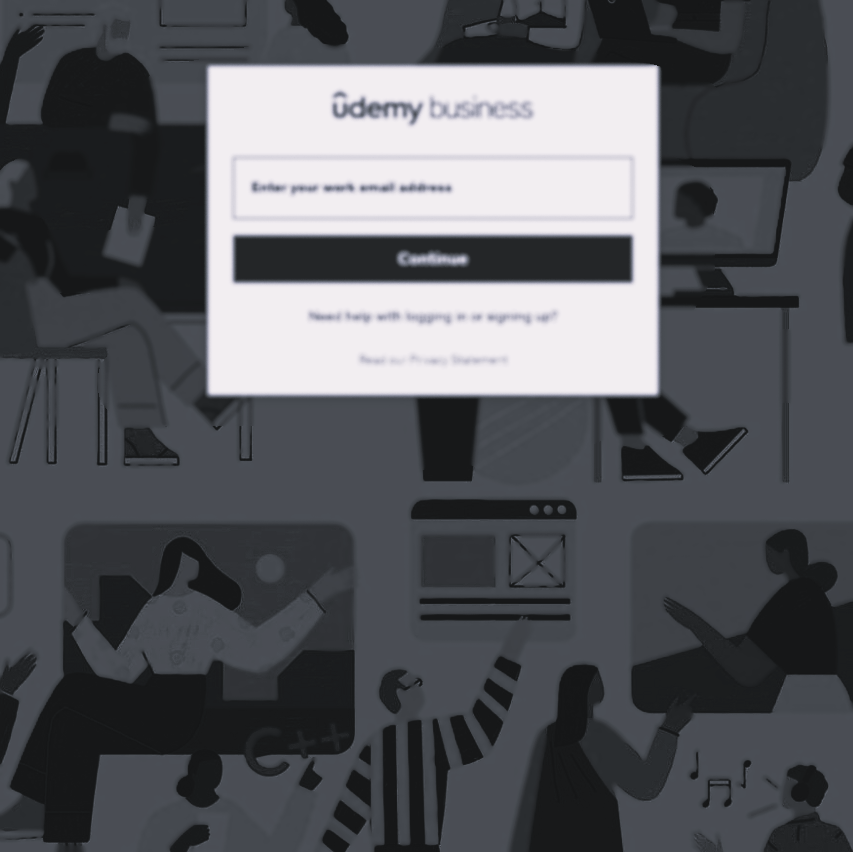 ûdemy business
Enter your work email address
Continue
Need help with logging in or signing up?
Read our Privacy Statement
C++